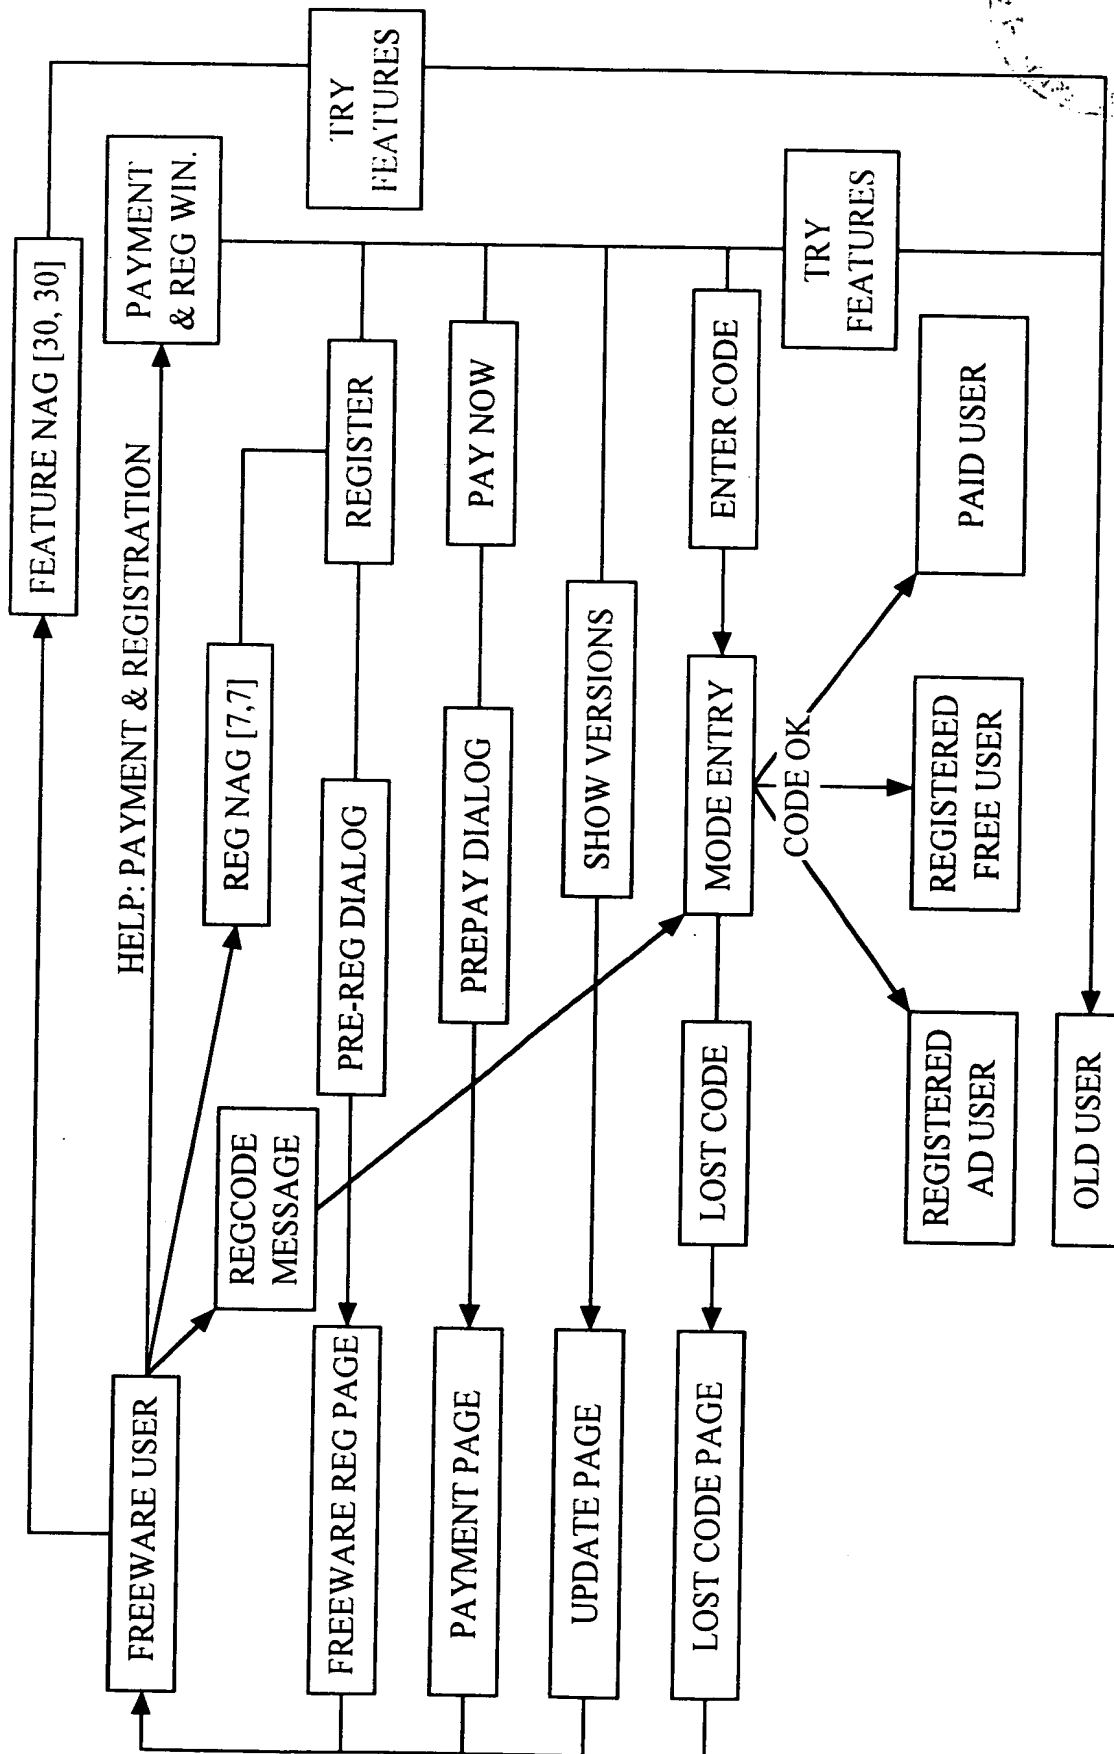 FEATURE NAG [30, 30]
FREEWARE USER
HELP: PAYMENT & REGISTRATION
PAYMENT
& REG WIN.
REG NAG [7,7]
REGCODE
MESSAGE
TRY
FEATURES
FREEWARE REG PAGE
PRE-REG DIALOG
REGISTER
PAYMENT PAGE
PREPAY DIALOG
PAY NOW
UPDATE PAGE
SHOW VERSIONS
LOST CODE PAGE
LOST CODE
MODE ENTRY
ENTER CODE
CODE OK
TRY
FEATURES
REGISTERED
AD USER
REGISTERED
FREE USER
PAID USER
OLD USER